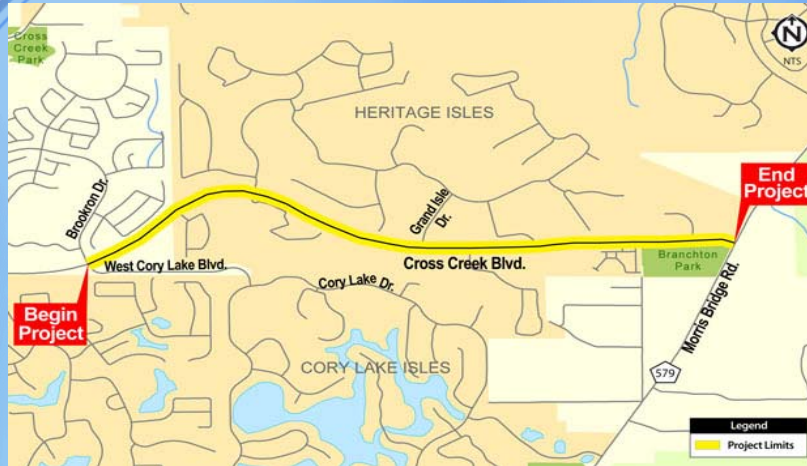 Cross
Creek
Park
N
NTS
HERITAGE ISLES
Brookron Dr.
Grand Isle
Dr.
End
Project
West Cory Lake Blvd.
Cross Creek Blvd.
Branchton
Park
Cory Lake Dr.
Morris Bridge Rd.
Begin
Project
CORY LAKE ISLES
579
Legend
Project Limits